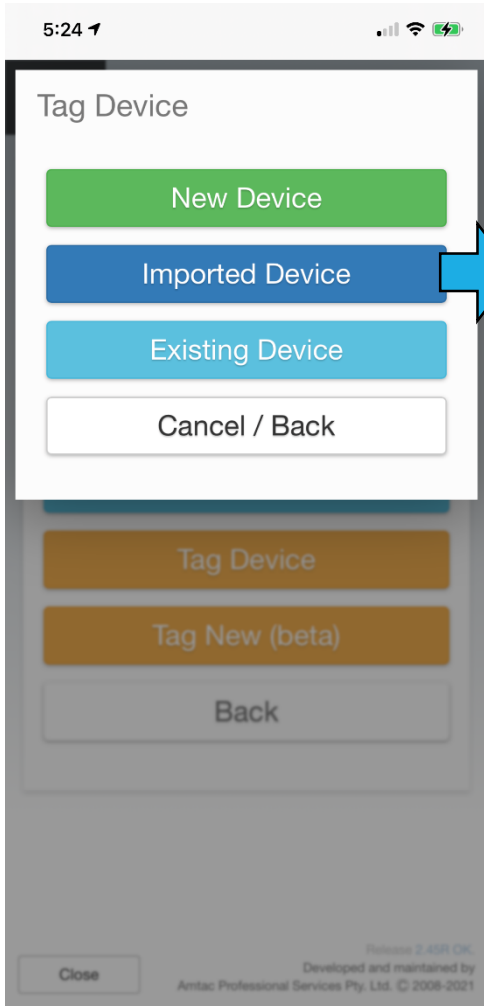 5:24
Tag Device
New Device
Imported Device
Existing Device
Cancel / Back
Tag Device
Tag New (beta)
Back
Release 2.45R OK.
Developed and maintained by
Close
Amtac Professional Services Pty. Ltd. © 2008-2021